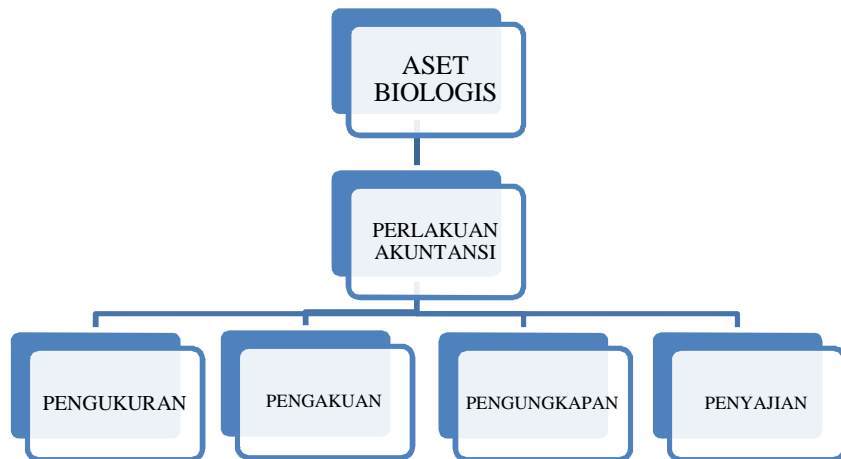 ASET
BIOLOGIS
PERLAKUAN
AKUNTANSI
PENGUKURAN
PENGAKUAN
PENGUNGKAPAN
PENYAJIAN